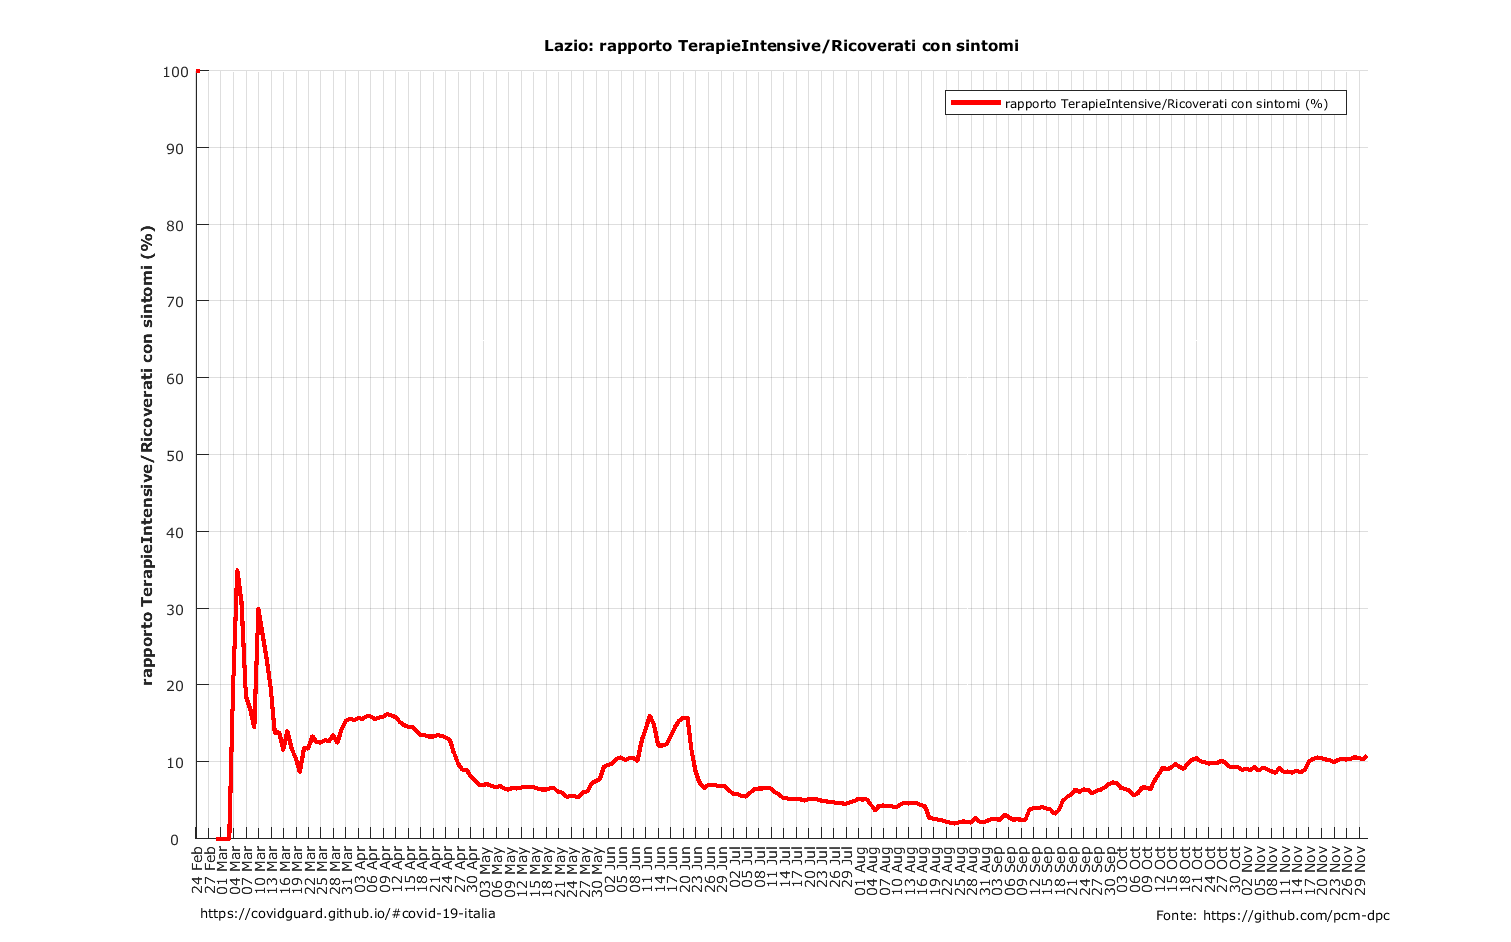 Lazio: rapporto TerapieIntensive/Ricoverati con sintomi
rapporto TerapieIntensive/Ricoverati con sintomi (%)
rapporto TerapieIntensive/Ricoverati con sintomi (%)
100
90
80
70
60
50
40
30
20
10
0
24 Feb
27 Feb
01 Mar
04 Mar
07 Mar
10 Mar
13 Mar
16 Mar
19 Mar
22 Mar
25 Mar
28 Mar
31 Mar
03 Apr
06 Apr
09 Apr
12 Apr
15 Apr
18 Apr
21 Apr
24 Apr
27 Apr
30 Apr
03 May
06 May
09 May
12 May
15 May
18 May
21 May
24 May
27 May
30 May
02 Jun
05 Jun
08 Jun
11 Jun
14 Jun
17 Jun
20 Jun
23 Jun
26 Jun
29 Jun
02 Jul
05 Jul
08 Jul
11 Jul
14 Jul
17 Jul
20 Jul
23 Jul
26 Jul
29 Jul
01 Aug
04 Aug
07 Aug
10 Aug
13 Aug
16 Aug
19 Aug
22 Aug
25 Aug
28 Aug
31 Aug
03 Sep
06 Sep
09 Sep
12 Sep
15 Sep
18 Sep
21 Sep
24 Sep
27 Sep
30 Sep
03 Oct
06 Oct
09 Oct
12 Oct
15 Oct
18 Oct
21 Oct
24 Oct
27 Oct
30 Oct
02 Nov
05 Nov
08 Nov
11 Nov
14 Nov
17 Nov
20 Nov
23 Nov
26 Nov
29 Nov
https://covidguard.github.io/#covid-19-italia
Fonte: https://github.com/pcm-dpc